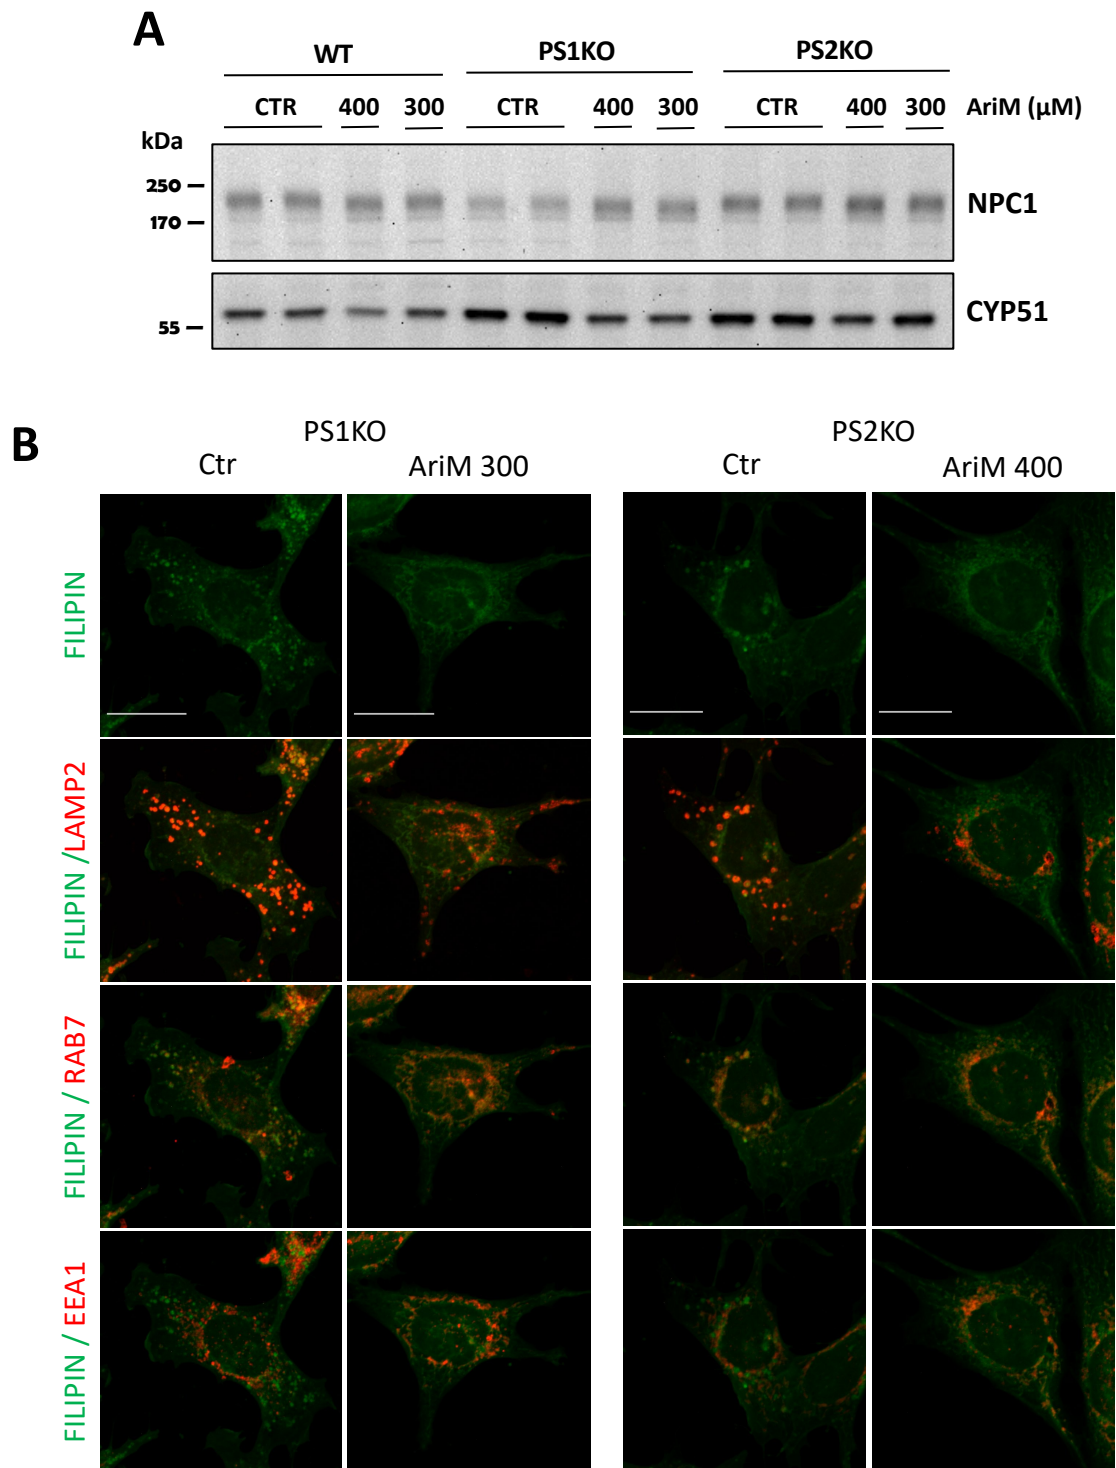 A
WT PS1KO PS2KO
CTR 400 300 CTR 400 300 CTR 400 300 AriM (μM)
kDa
250
170
NPC1
55
CYP51
B
PS1KO PS2KO
Ctr AriM 300 Ctr AriM 400
FILIPIN
FILIPIN /LAMP2
FILIPIN / RAB7
FILIPIN / EEA1